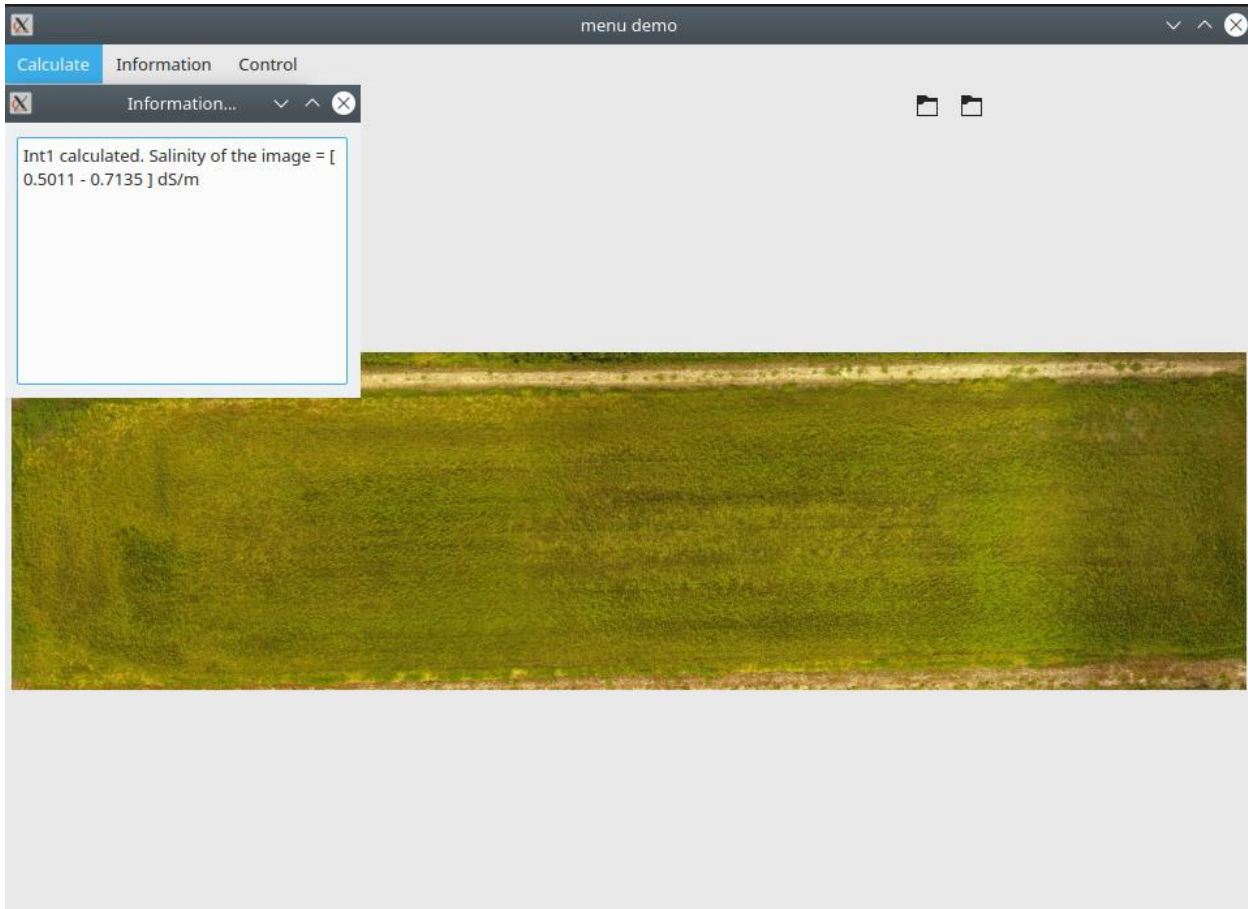 menu demo
Calculate Information Control
Information...
Int1 calculated. Salinity of the image = [
0.5011 - 0.7135 ] dS/m